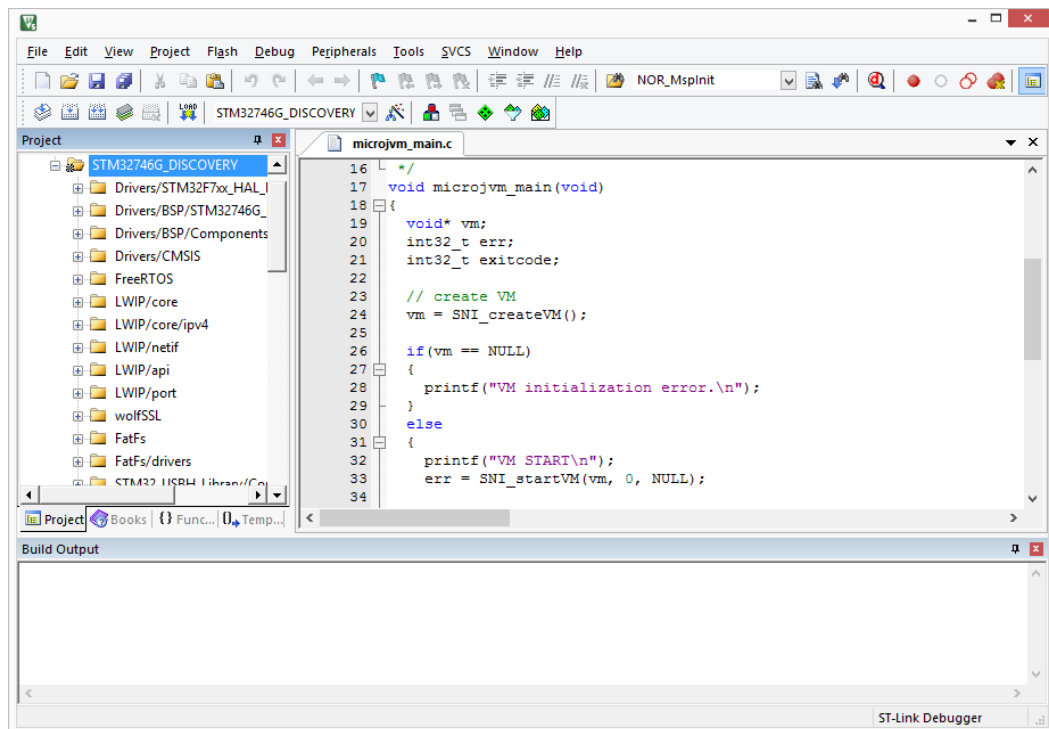 File Edit View Project Flash Debug Peripherals Tools SVCS Window Help
NOR_MspInit
LOAD STM32746G_DISCOVERY
Project
microjvm_main.c
STM32746G_DISCOVERY
Drivers/STM32F7xx_HAL_
Drivers/BSP/STM32746G_
Drivers/BSP/Components
Drivers/CMSIS
FreeRTOS
LWIP/core
LWIP/core/ipv4
LWIP/netif
LWIP/api
LWIP/port
wolfSSL
FatFs
FatFs/drivers
STM32_USBH_Library/Co
Project Books {} Func... Temp...
16 */
17 void microjvm_main(void)
18 {
19 void* vm;
20 int32_t err;
21 int32_t exitcode;
22
23 // create VM
24 vm = SNI_createVM();
25
26 if(vm == NULL)
27 {
28 printf("VM initialization error.\n");
29 }
30 else
31 {
32 printf("VM START\n");
33 err = SNI_startVM(vm, 0, NULL);
34
Build Output
ST-Link Debugger